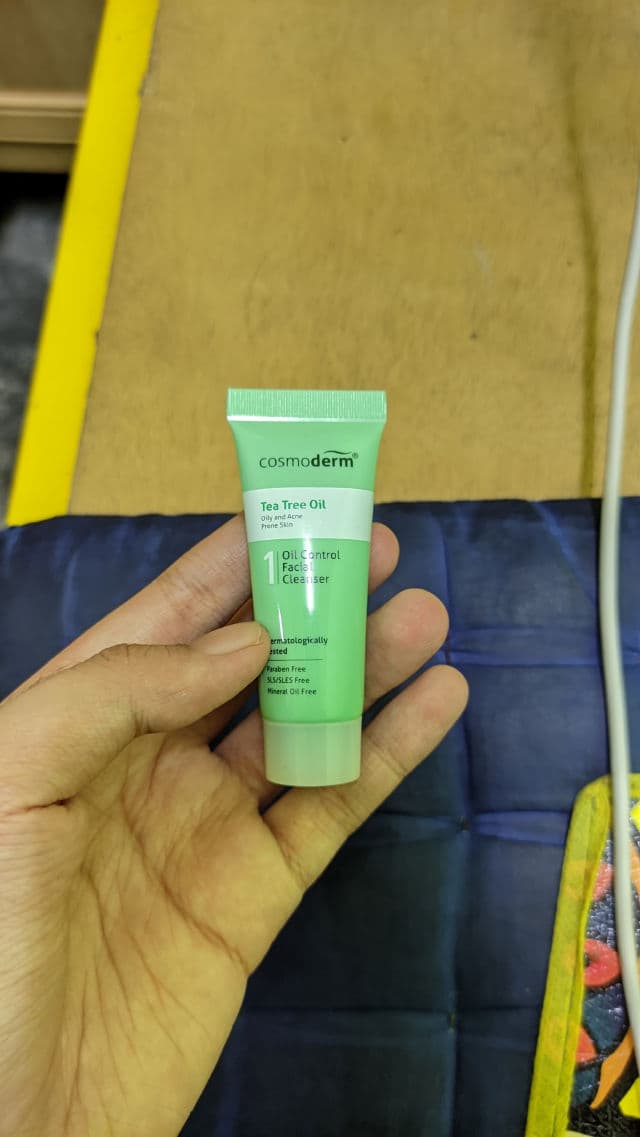 cosmoderm®
Tea Tree Oil
Oily and Acne
Prone Skin
1 Oil Control
Facial
Cleanser
ermatologically
ested
Paraben Free
SLS/SLES Free
Mineral Oil Free